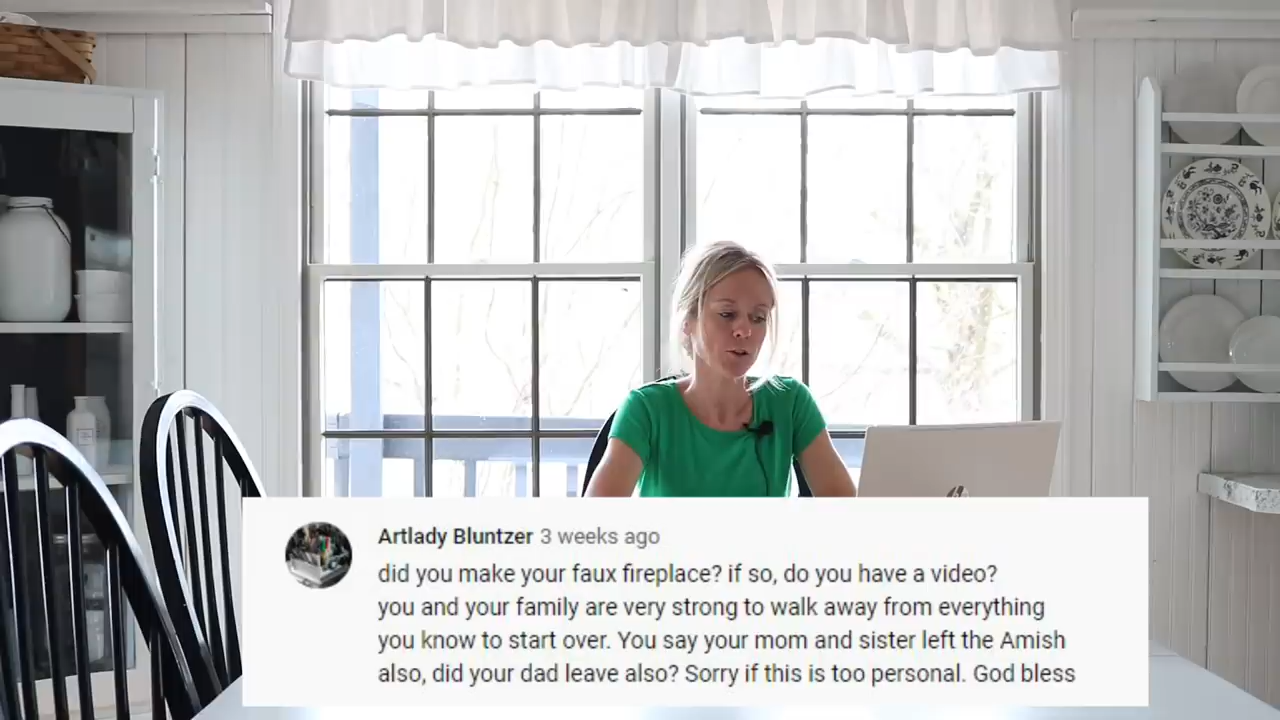 Artlady Bluntzer 3 weeks ago
did you make your faux fireplace? if so, do you have a video?
you and your family are very strong to walk away from everything
you know to start over. You say your mom and sister left the Amish
also, did your dad leave also? Sorry if this is too personal. God bless